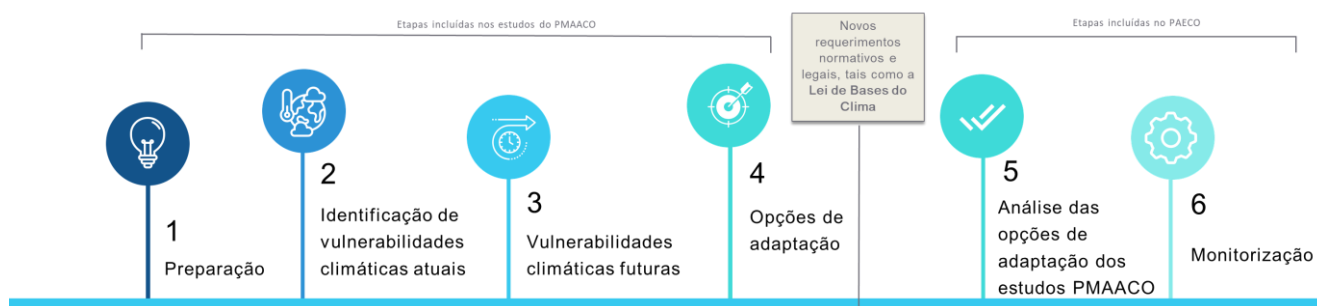 Etapas incluídas nos estudos do PMAACO
Novos
requerimentos
normativos e
legais, tais como a
Lei de Bases do
Clima
Etapas incluídas no PAECO
1
Preparação
2
Identificação de
vulnerabilidades
climáticas atuais
3
Vulnerabilidades
climáticas futuras
4
Opções de
adaptação
5
Análise das
opções de
adaptação dos
estudos PMAACO
6
Monitorização